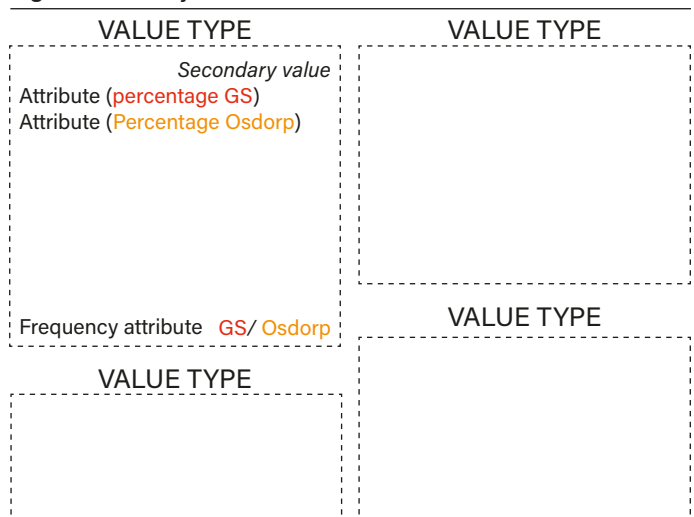 VALUE TYPE
Secondary value
Attribute (percentage GS)
Attribute (Percentage Osdorp)
Frequency attribute GS/ Osdorp
VALUE TYPE
VALUE TYPE
VALUE TYPE